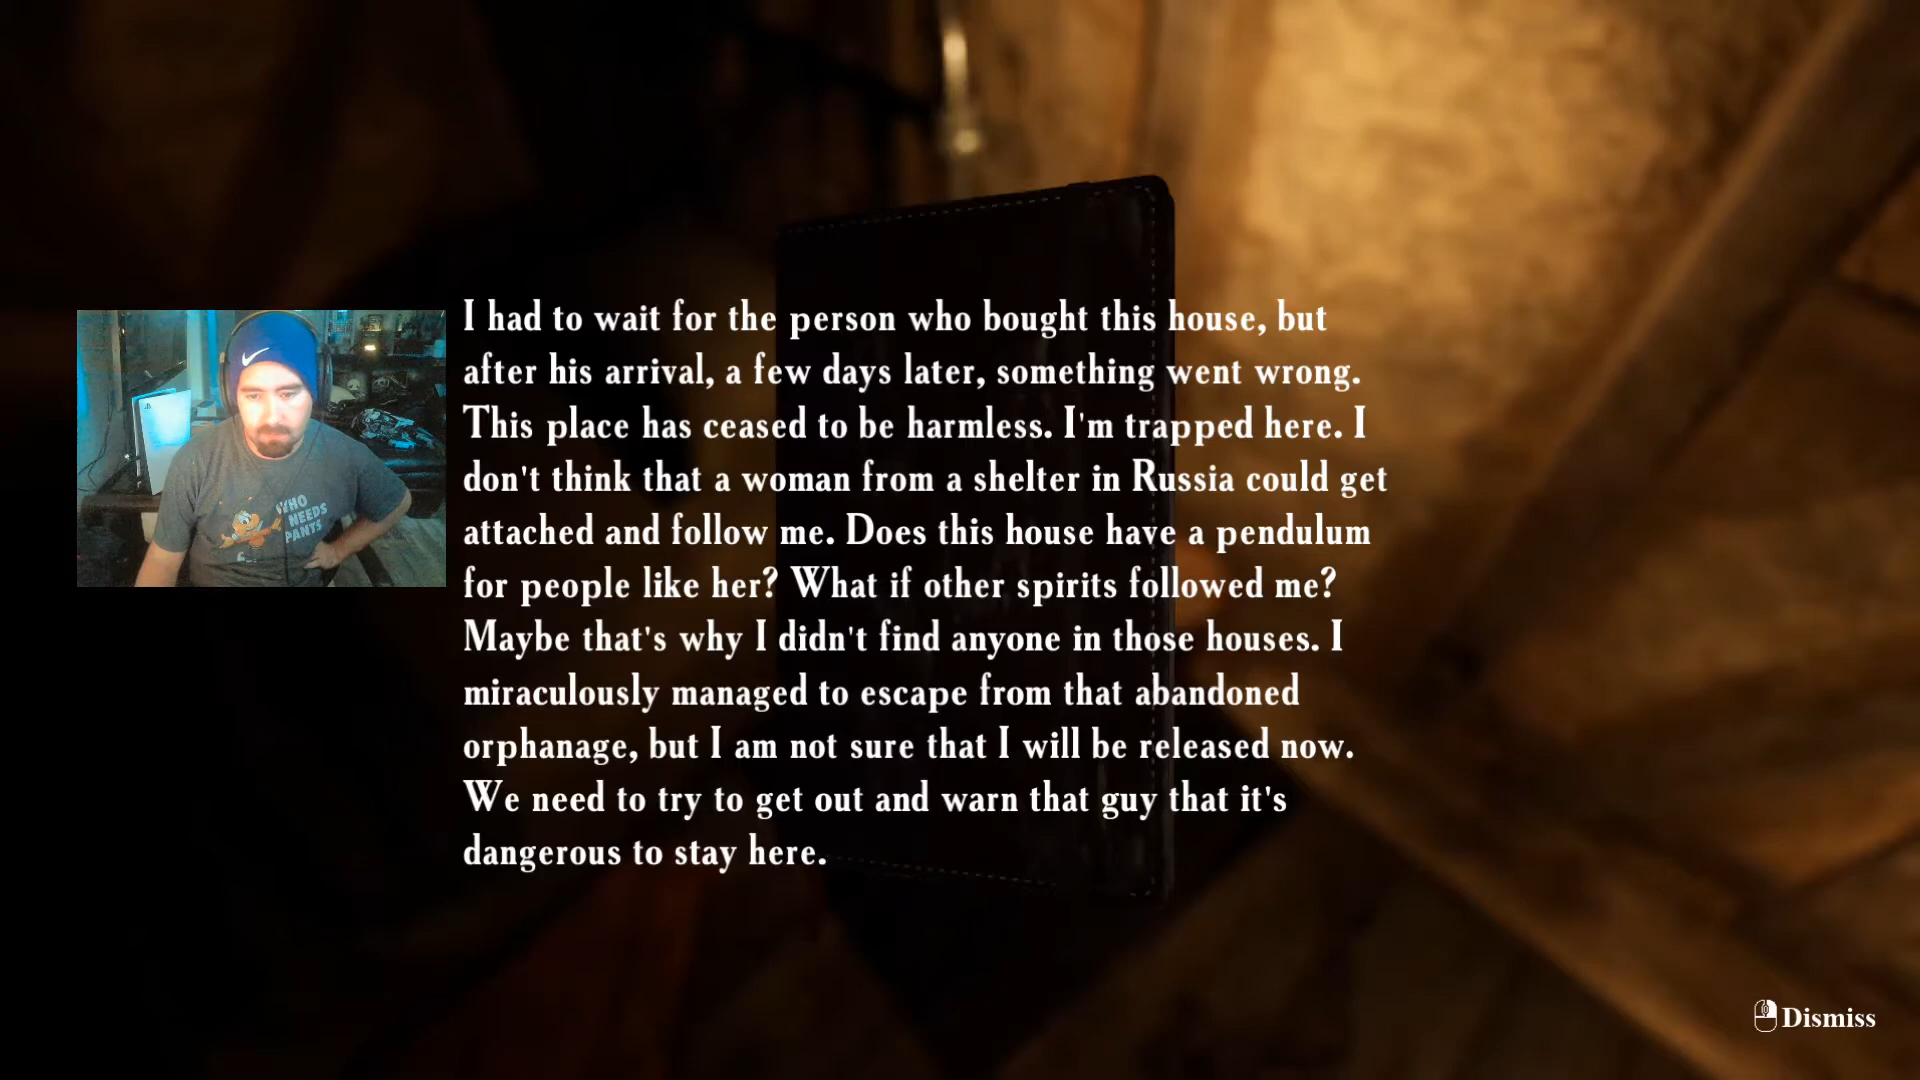 I had to wait for the person who bought this house, but
after his arrival, a few days later, something went wrong.
This place has ceased to be harmless. I'm trapped here. I
don't think that a woman from a shelter in Russia could get
attached and follow me. Does this house have a pendulum
for people like her? What if other spirits followed me?
Maybe that's why I didn't find anyone in those houses. I
miraculously managed to escape from that abandoned
orphanage, but I am not sure that I will be released now.
We need to try to get out and warn that guy that it's
dangerous to stay here.
WHO
NEEDS
PANTS
Dismiss